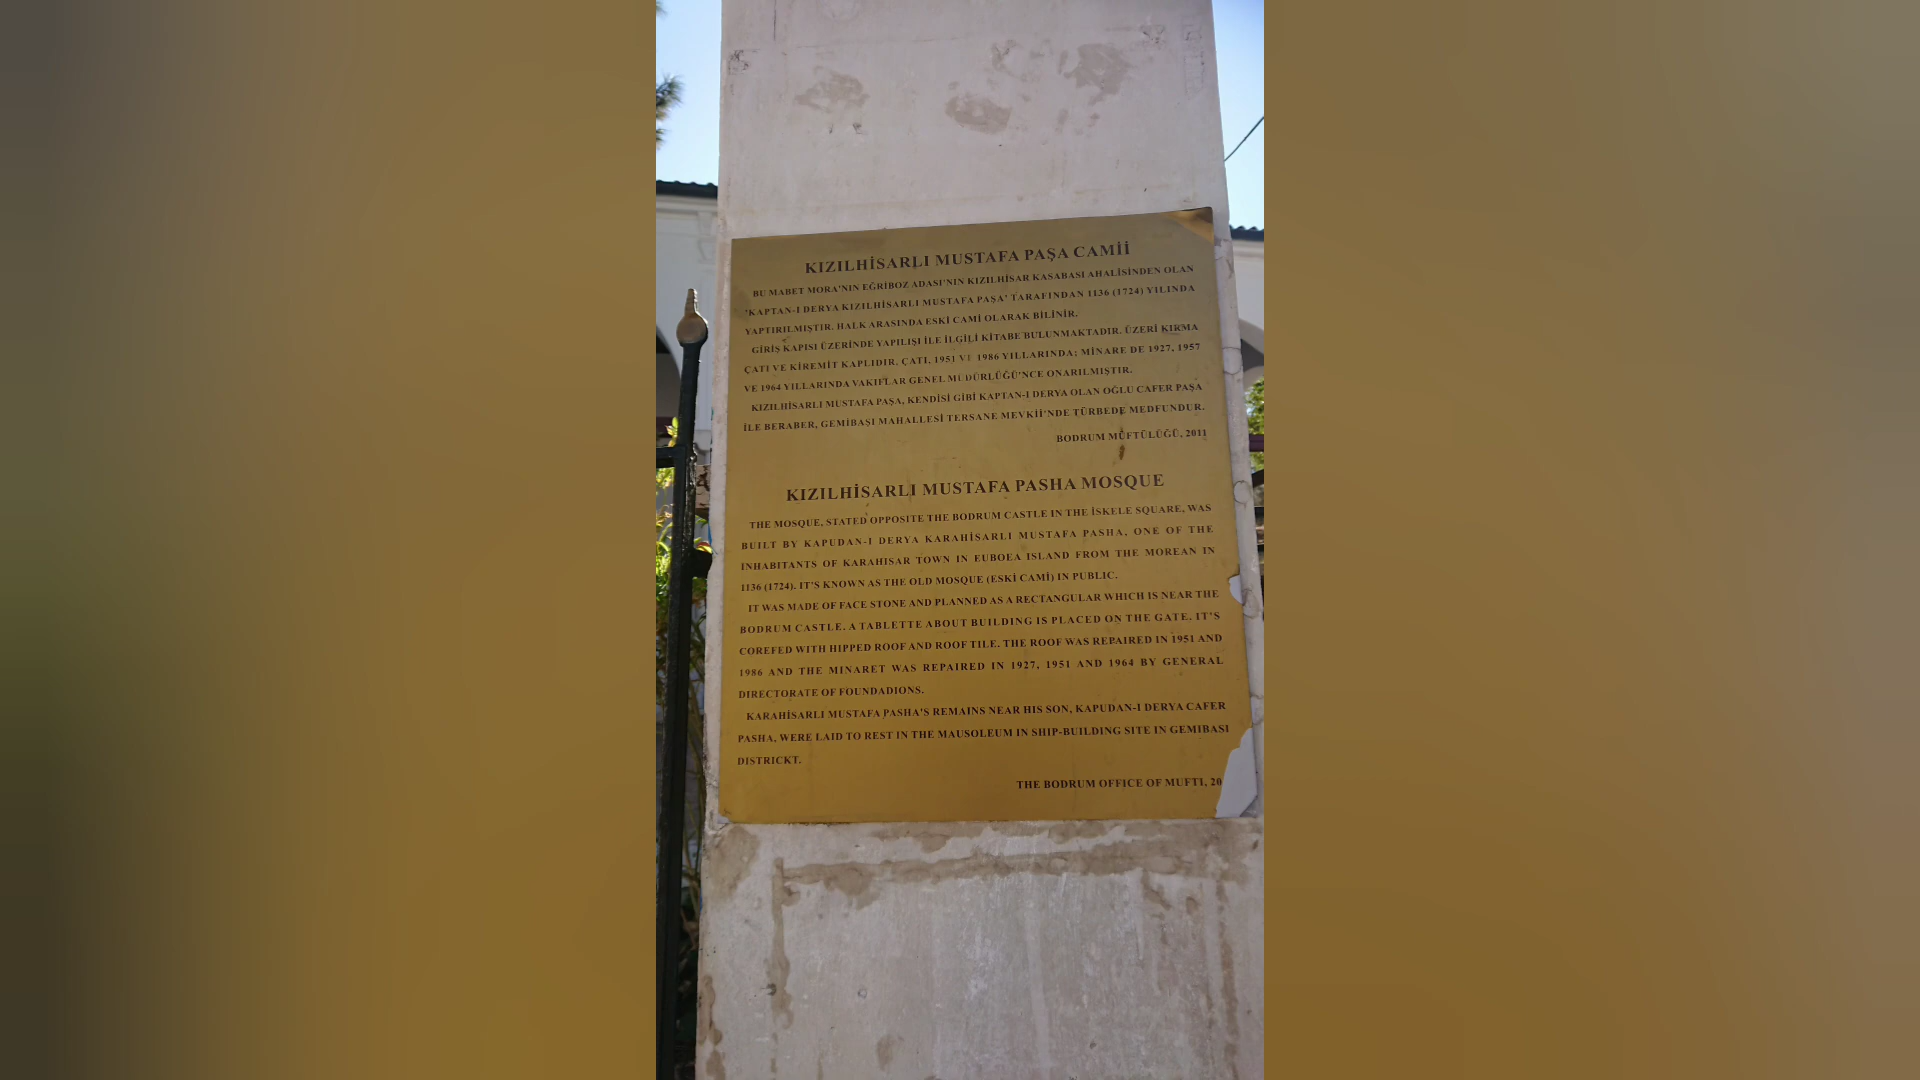 KIZILHİSARLI MUSTAFA PAŞA CAMİİ
BU MABET MORA'NIN EĞRİBOZ ADASI'NIN KIZILHİSAR KASABASI AHALİSİNDEN OLAN
'KAPTAN-I DERYA KIZILHİSARLI MUSTAFA PAŞA' TARAFINDAN 1136 (1724) YILINDA
YAPTIRILMIŞTIR. HALK ARASINDA ESKİ CAMİ OLARAK BİLİNİR.
GİRİŞ KAPISI ÜZERİNDE YAPILIŞI İLE İLGİLİ KİTABE BULUNMAKTADIR. ÜZERİ KIRMA
ÇATI VE KİREMİT KAPLIDIR. ÇATI, 1951 VE 1986 YILLARINDA; MİNARE DE 1927, 1957
VE 1964 YILLARINDA VAKIFLAR GENEL MÜDÜRLÜĞÜ'NCE ONARILMIŞTIR.
KIZILHİSARLI MUSTAFA PAŞA, KENDİSİ GİBİ KAPTAN-I DERYA OLAN OĞLU CAFER PAŞA
İLE BERABER, GEMİBAŞI MAHALLESİ TERSANE MEVKİİ'NDE TÜRBEDE MEDFUNDUR.
BODRUM MÜFTÜLÜĞÜ, 2011
KIZILHİSARLI MUSTAFA PASHA MOSQUE
THE MOSQUE, STATED OPPOSITE THE BODRUM CASTLE IN THE İSKELE SQUARE, WAS
BUILT BY KAPUDAN-I DERYA KARAHİSARLI MUSTAFA PASHA, ONE OF THE
INHABITANTS OF KARAHISAR TOWN IN EUBOEA ISLAND FROM THE MOREAN IN
1136 (1724). IT'S KNOWN AS THE OLD MOSQUE (ESKİ CAMİ) IN PUBLIC.
IT WAS MADE OF FACE STONE AND PLANNED AS A RECTANGULAR WHICH IS NEAR THE
BODRUM CASTLE. A TABLETTE ABOUT BUILDING IS PLACED ON THE GATE. IT'S
COREFED WITH HIPPED ROOF AND ROOF TILE. THE ROOF WAS REPAIRED IN 1951 AND
1986 AND THE MINARET WAS REPAIRED IN 1927, 1951 AND 1964 BY GENERAL
DIRECTORATE OF FOUNDADIONS.
KARAHİSARLI MUSTAFA PASHA'S REMAINS NEAR HIS SON, KAPUDAN-I DERYA CAFER
PASHA, WERE LAID TO REST IN THE MAUSOLEUM IN SHIP-BUILDING SITE IN GEMIBAŞI
DISTRICKT.
THE BODRUM OFFICE OF MUFTI, 20